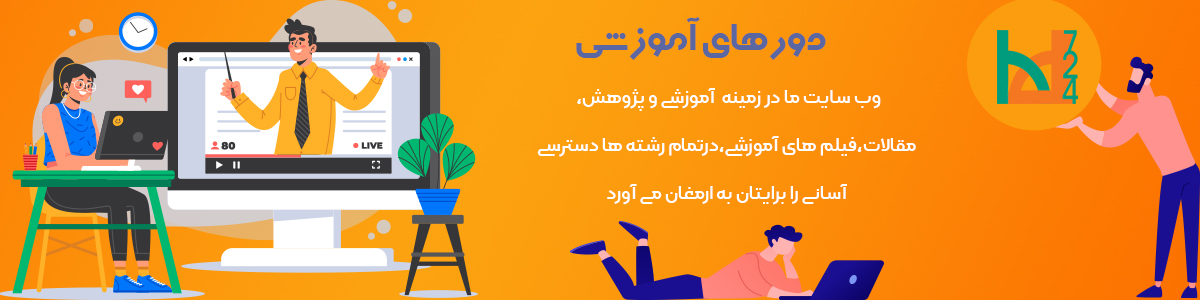 دور های آموزشی
وب سایت ما در زمینه آموزشی و پژوهش،
مقالات،فیلم های آموزشی،درتمام رشته ها دسترسی
آسانی را برایتان به ارمغان می آورد
724
80
LIVE